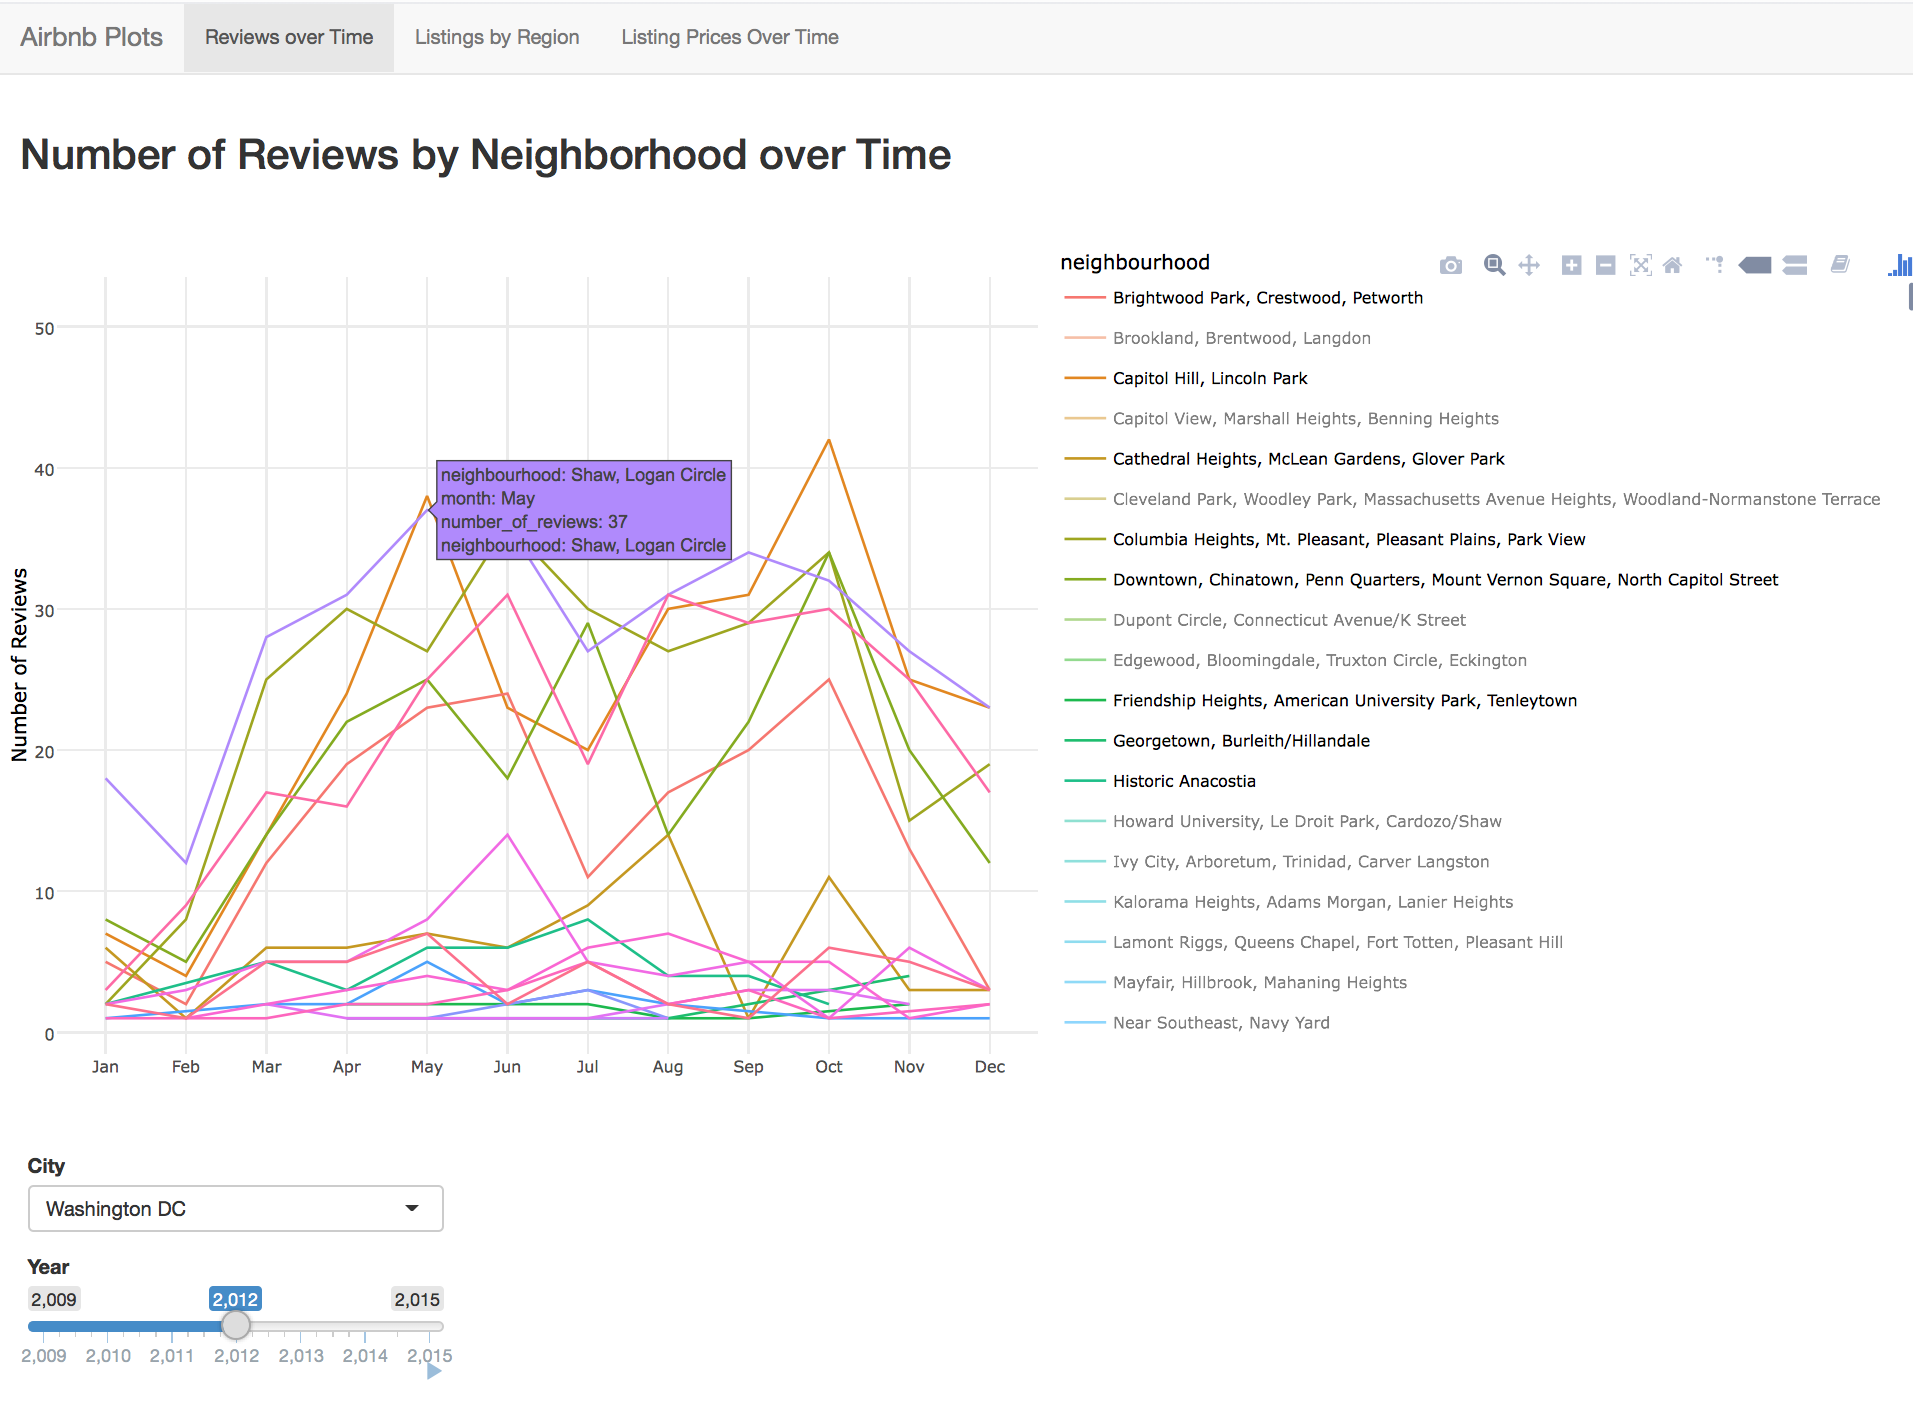 Airbnb Plots Reviews over Time Listings by Region Listing Prices Over Time
Number of Reviews by Neighborhood over Time
neighbourhood
Brightwood Park, Crestwood, Petworth
Brookland, Brentwood, Langdon
Capitol Hill, Lincoln Park
Capitol View, Marshall Heights, Benning Heights
Cathedral Heights, McLean Gardens, Glover Park
Cleveland Park, Woodley Park, Massachusetts Avenue Heights, Woodland-Normanstone Terrace
Columbia Heights, Mt. Pleasant, Pleasant Plains, Park View
Downtown, Chinatown, Penn Quarters, Mount Vernon Square, North Capitol Street
Dupont Circle, Connecticut Avenue/K Street
Edgewood, Bloomingdale, Truxton Circle, Eckington
Friendship Heights, American University Park, Tenleytown
Georgetown, Burleith/Hillandale
Historic Anacostia
Howard University, Le Droit Park, Cardozo/Shaw
Ivy City, Arboretum, Trinidad, Carver Langston
Kalorama Heights, Adams Morgan, Lanier Heights
Lamont Riggs, Queens Chapel, Fort Totten, Pleasant Hill
Mayfair, Hillbrook, Mahaning Heights
Near Southeast, Navy Yard
Number of Reviews
50
40
30
20
10
0
neighbourhood: Shaw, Logan Circle
month: May
number_of_reviews: 37
neighbourhood: Shaw, Logan Circle
Jan Feb Mar Apr May Jun Jul Aug Sep Oct Nov Dec
City
Washington DC
Year
2,009 2,012 2,015
2,009 2,010 2,011 2,012 2,013 2,014 2,015